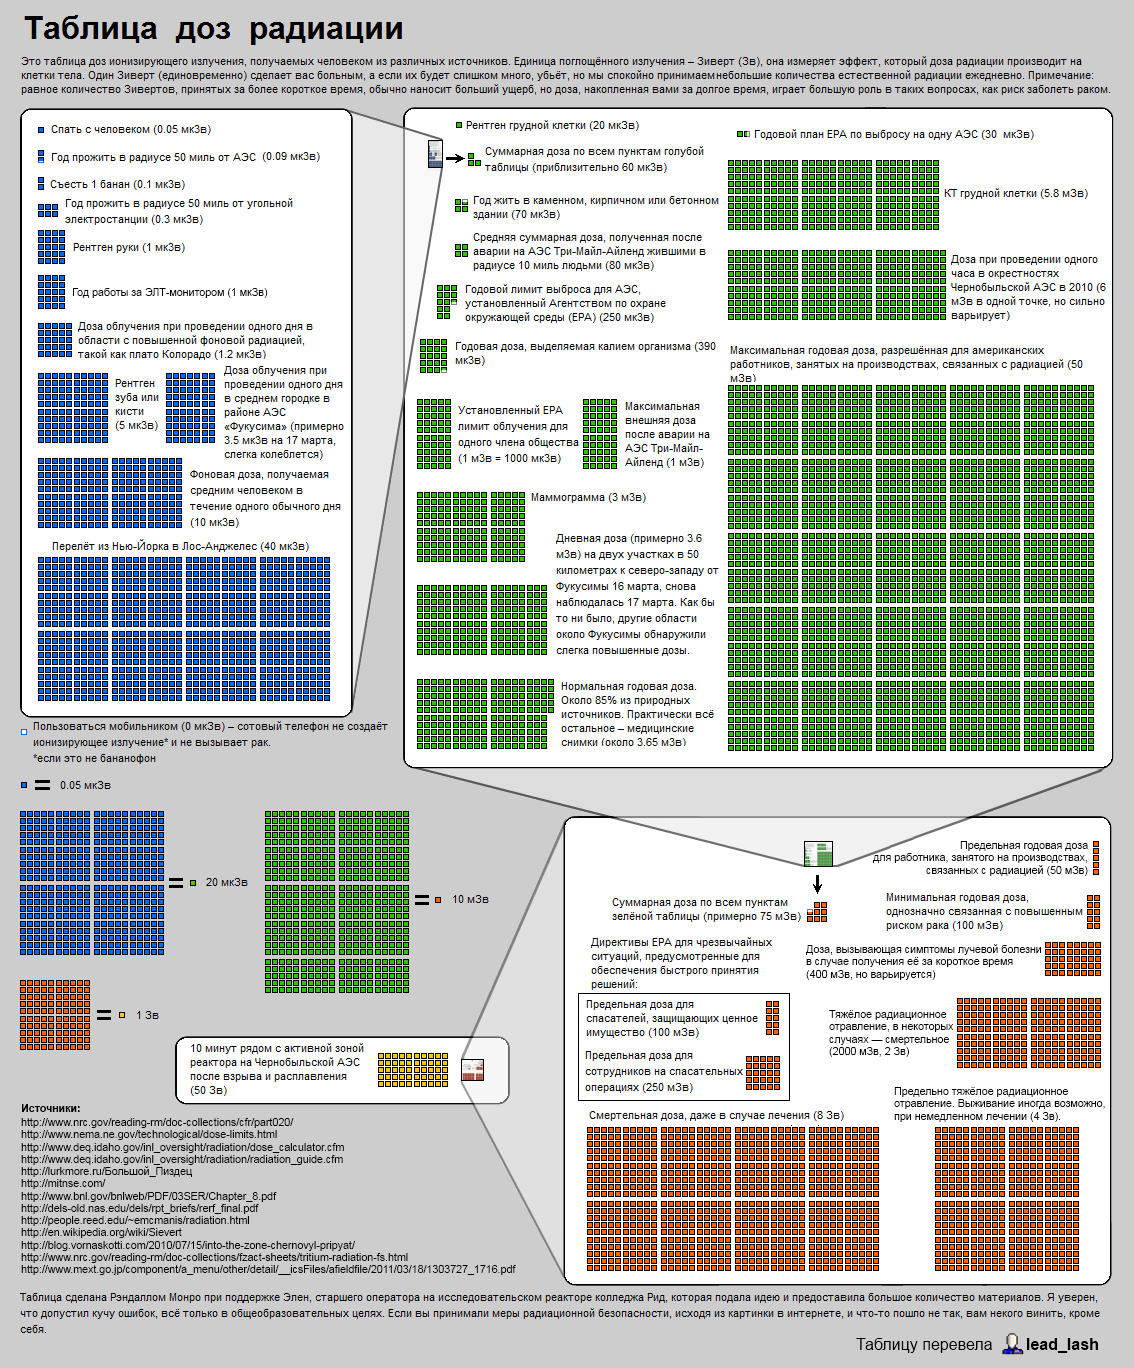 Таблица доз радиации
Это таблица доз ионизирующего излучения, получаемых человеком из различных источников. Единица поглощённого излучения – Зиверт (Зв), она измеряет эффект, который доза радиации производит на
клетки тела. Один Зиверт (единовременно) сделает вас больным, а если их будет слишком много, убьёт, но мы спокойно принимаем небольшие количества естественной радиации ежедневно. Примечание:
равное количество Зивертов, принятых за более короткое время, обычно наносит больший ущерб, но доза, накопленная вами за долгое время, играет большую роль в таких вопросах, как риск заболеть раком.
Спать с человеком (0.05 мкЗв)
Год прожить в радиусе 50 миль от АЭС (0.09 мкЗв)
Съесть 1 банан (0.1 мкЗв)
Год прожить в радиусе 50 миль от угольной
электростанции (0.3 мкЗв)
Рентген руки (1 мкЗв)
Год работы за ЭЛТ-монитором (1 мкЗв)
Доза облучения при проведении одного дня в
области с повышенной фоновой радиацией,
такой как плато Колорадо (1.2 мкЗв)
Рентген
зуба или
кисти
(5 мкЗв)
Доза облучения при
проведении одного дня
в среднем городке в
районе АЭС
«Фукусима» (примерно
3.5 мкЗв на 17 марта,
слегка колеблется)
Фоновая доза, получаемая
средним человеком в
течение одного обычного дня
(10 мкЗв)
Перелёт из Нью-Йорка в Лос-Анджелес (40 мкЗв)
Пользоваться мобильником (0 мкЗв) – сотовый телефон не создаёт
ионизирующее излучение* и не вызывает рак.
*если это не бананофон
Рентген грудной клетки (20 мкЗв)
Суммарная доза по всем пунктам голубой
таблицы (приблизительно 60 мкЗв)
Год жить в каменном, кирпичном или бетонном
здании (70 мкЗв)
Средняя суммарная доза, полученная после
аварии на АЭС Три-Майл-Айленд жившими в
радиусе 10 миль людьми (80 мкЗв)
Годовой лимит выброса для АЭС,
установленный Агентством по охране
окружающей среды (EPA) (250 мкЗв)
Годовая доза, выделяемая калием организма (390
мкЗв)
Установленный EPA
лимит облучения для
одного члена общества
(1 мЗв = 1000 мкЗв)
Максимальная
внешняя доза
после аварии на
АЭС Три-Майл-
Айленд (1 мЗв)
Маммограмма (3 мЗв)
Дневная доза (примерно 3.6
мЗв) на двух участках в 50
километрах к северо-западу от
Фукусимы 16 марта, снова
наблюдалась 17 марта. Как бы
то ни было, другие области
около Фукусимы обнаружили
слегка повышенные дозы.
Нормальная годовая доза.
Около 85% из природных
источников. Практически всё
остальное – медицинские
снимки (около 3.65 мЗв)
Годовой план EPA по выбросу на одну АЭС (30 мкЗв)
КТ грудной клетки (5.8 мЗв)
Доза при проведении одного
часа в окрестностях
Чернобыльской АЭС в 2010 (6
мЗв в одной точке, но сильно
варьирует)
Максимальная годовая доза, разрешённая для американских
работников, занятых на производствах, связанных с радиацией (50
мЗв)
0.05 мкЗв
20 мкЗв
10 мЗв
1 Зв
Предельная годовая доза
для работника, занятого на производствах,
связанных с радиацией (50 мЗв)
Суммарная доза по всем пунктам
зелёной таблицы (примерно 75 мЗв)
Минимальная годовая доза,
однозначно связанная с повышенным
риском рака (100 мЗв)
Директивы EPA для чрезвычайных
ситуаций, предусмотренные для
обеспечения быстрого принятия
решений:
Предельная доза для
спасателей, защищающих ценное
имущество (100 мЗв)
Предельная доза для
сотрудников на спасательных
операциях (250 мЗв)
Доза, вызывающая симптомы лучевой болезни
в случае получения её за короткое время
(400 мЗв, но варьируется)
Тяжёлое радиационное
отравление, в некоторых
случаях — смертельное
(2000 мЗв, 2 Зв)
Предельно тяжёлое радиационное
отравление. Выживание иногда возможно,
при немедленном лечении (4 Зв).
Смертельная доза, даже в случае лечения (8 Зв)
10 минут рядом с активной зоной
реактора на Чернобыльской АЭС
после взрыва и расплавления
(50 Зв)
Источники:
http://www.nrc.gov/reading-rm/doc-collections/cfr/part020/
http://www.nema.ne.gov/technological/dose-limits.html
http://www.deq.idaho.gov/inl_oversight/radiation/dose_calculator.cfm
http://www.deq.idaho.gov/inl_oversight/radiation/radiation_guide.cfm
http://lurkmore.ru/Большой_Пиздец
http://mitnse.com/
http://www.bnl.gov/bnlweb/PDF/03SER/Chapter_8.pdf
http://dels-old.nas.edu/dels/rpt_briefs/rerf_final.pdf
http://people.reed.edu/~emcmanis/radiation.html
http://en.wikipedia.org/wiki/Sievert
http://blog.vornaskotti.com/2010/07/15/into-the-zone-chernovyl-pripyat/
http://www.nrc.gov/reading-rm/doc-collections/fzact-sheets/tritium-radiation-fs.html
http://www.mext.go.jp/component/a_menu/other/detail/__icsFiles/afieldfile/2011/03/18/1303727_1716.pdf
Таблица сделана Рэндаллом Монро при поддержке Элен, старшего оператора на исследовательском реакторе колледжа Рид, которая подала идею и предоставила большое количество материалов. Я уверен,
что допустил кучу ошибок, всё только в общеобразовательных целях. Если вы принимали меры радиационной безопасности, исходя из картинки в интернете, и что-то пошло не так, вам некого винить, кроме
себя.
Таблицу перевела lead_lash